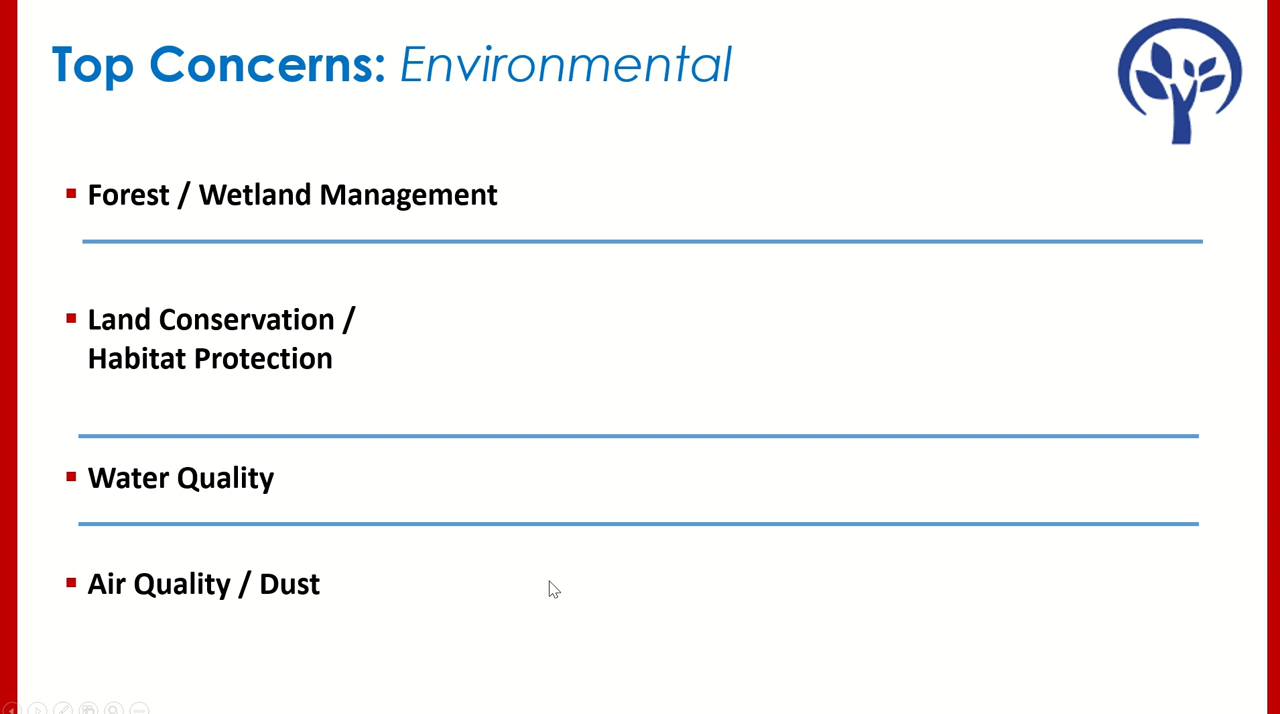 Top Concerns: Environmental
Forest / Wetland Management
Land Conservation /
Habitat Protection
Water Quality
Air Quality / Dust